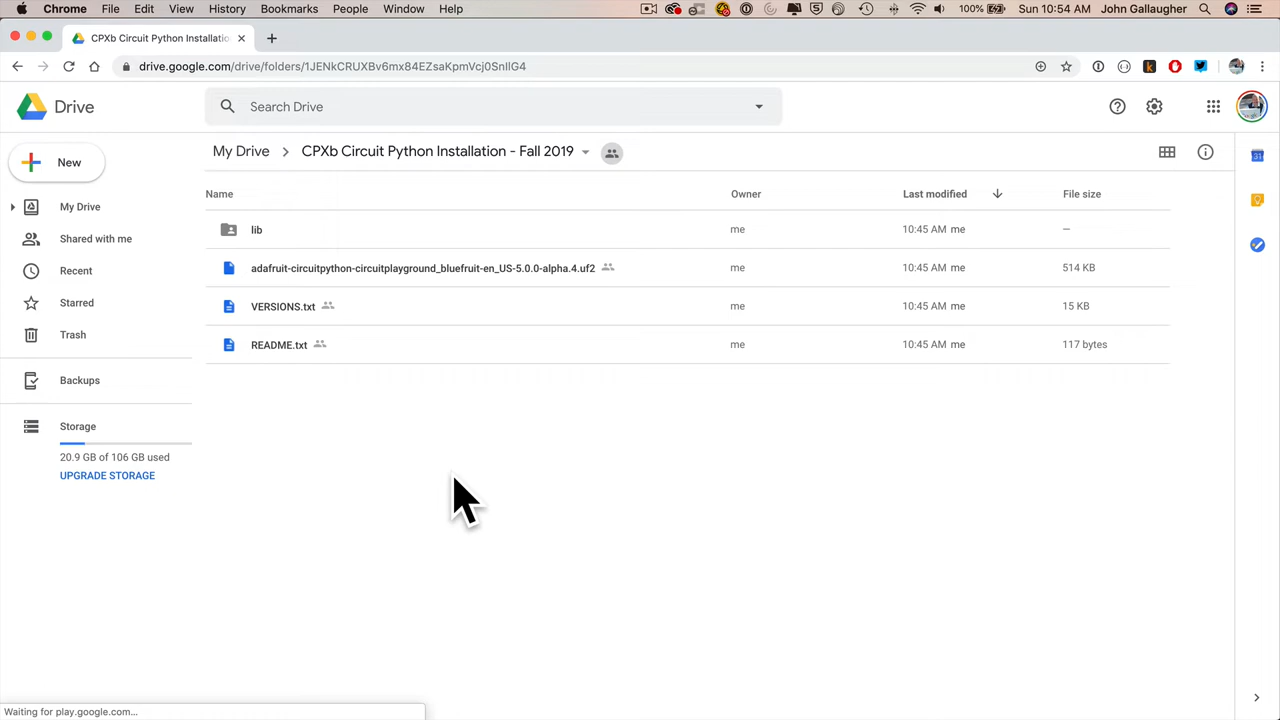 Chrome File Edit View History Bookmarks People Window Help 100% Sun 10:54 AM John Gallaugher
CPXb Circuit Python Installatio
drive.google.com/drive/folders/1JENkCRUXBv6mx84EZsaKpmVcj0SnIlG4
Drive
Search Drive
New
My Drive
Shared with me
Recent
Starred
Trash
Backups
Storage
20.9 GB of 106 GB used
UPGRADE STORAGE
My Drive > CPXb Circuit Python Installation - Fall 2019
Name Owner Last modified File size
lib me 10:45 AM me —
adafruit-circuitpython-circuitplayground_bluefruit-en_US-5.0.0-alpha.4.uf2 me 10:45 AM me 514 KB
VERSIONS.txt me 10:45 AM me 15 KB
README.txt me 10:45 AM me 117 bytes
31
Waiting for play.google.com...